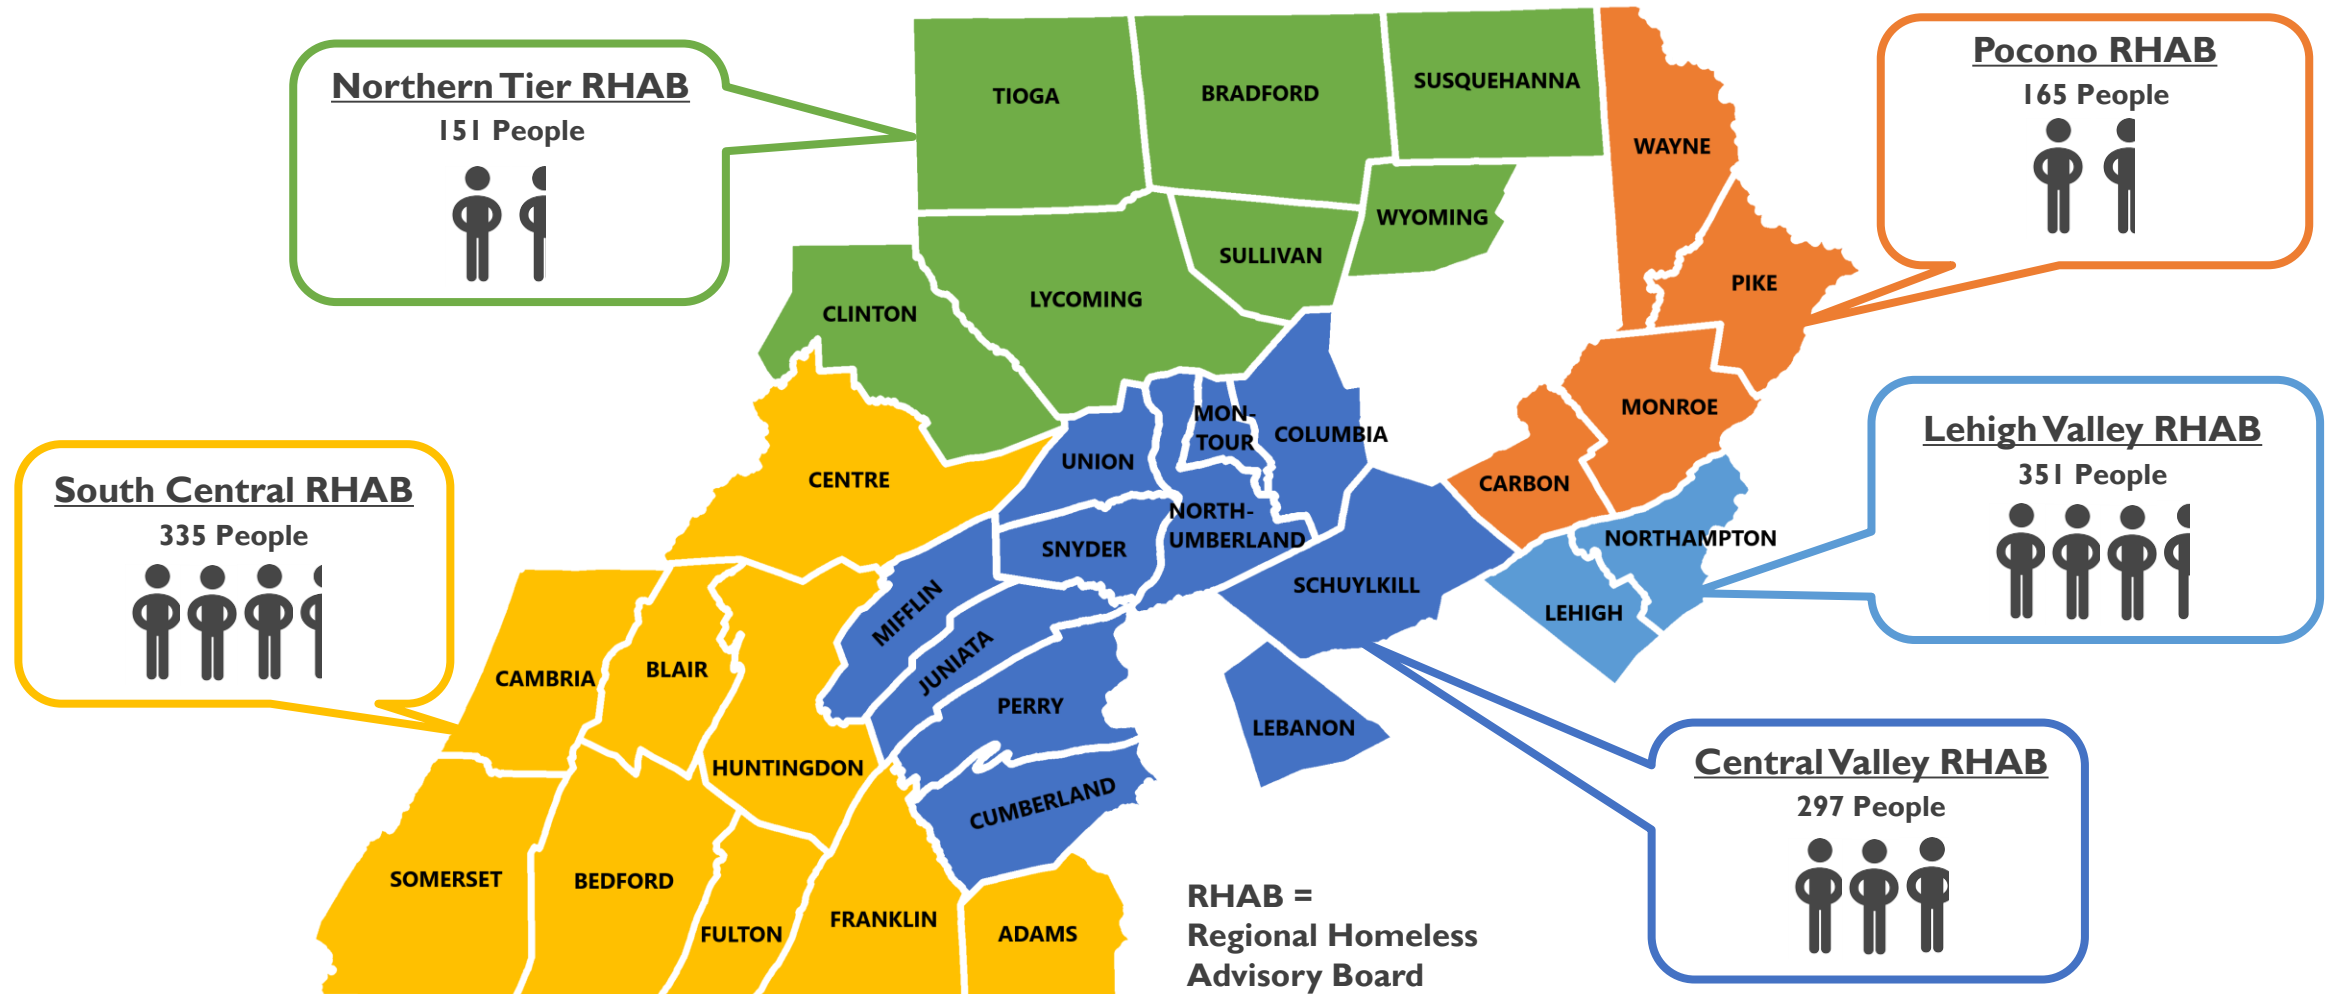 Northern Tier RHAB
151 People
Pocono RHAB
165 People
South Central RHAB
335 People
Lehigh Valley RHAB
351 People
Central Valley RHAB
297 People
TIOGA
BRADFORD
SUSQUEHANNA
WAYNE
WYOMING
SULLIVAN
PIKE
LYCOMING
CLINTON
MONROE
MON-
TOUR
COLUMBIA
UNION
CENTRE
CARBON
NORTH-
UMBERLAND
NORTHAMPTON
SNYDER
SCHUYLKILL
LEHIGH
MIFFLIN
JUNIATA
BLAIR
CAMBRIA
PERRY
LEBANON
HUNTINGDON
CUMBERLAND
SOMERSET
BEDFORD
FULTON
FRANKLIN
ADAMS
RHAB =
Regional Homeless
Advisory Board